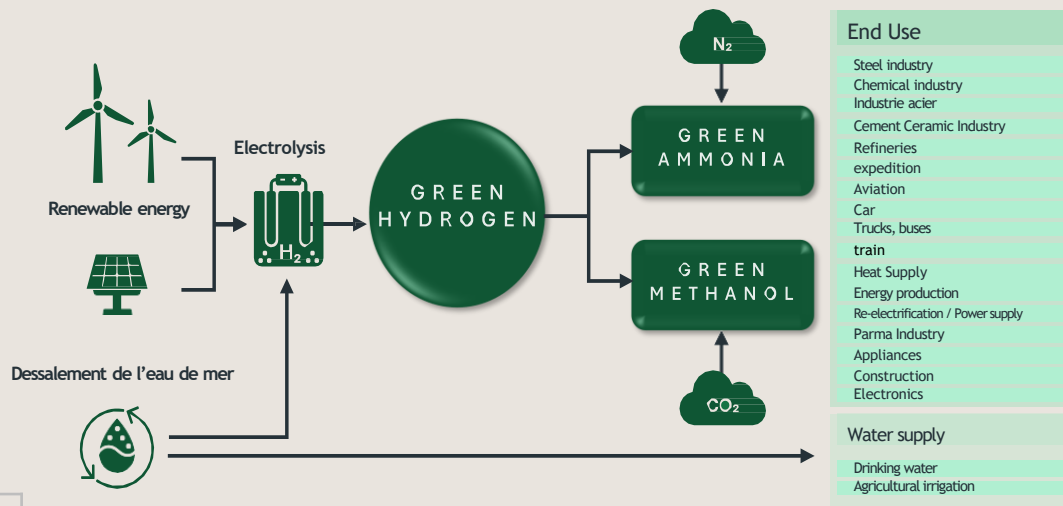 Renewable energy
Dessalement de l'eau de mer
Electrolysis
H₂
GREEN
HYDROGEN
N₂
GREEN
AMMONIA
GREEN
METHANOL
CO₂
End Use
Steel industry
Chemical industry
Industrie acier
Cement Ceramic Industry
Refineries
expedition
Aviation
Car
Trucks, buses
train
Heat Supply
Energy production
Re-electrification / Power supply
Parma Industry
Appliances
Construction
Electronics
Water supply
Drinking water
Agricultural irrigation